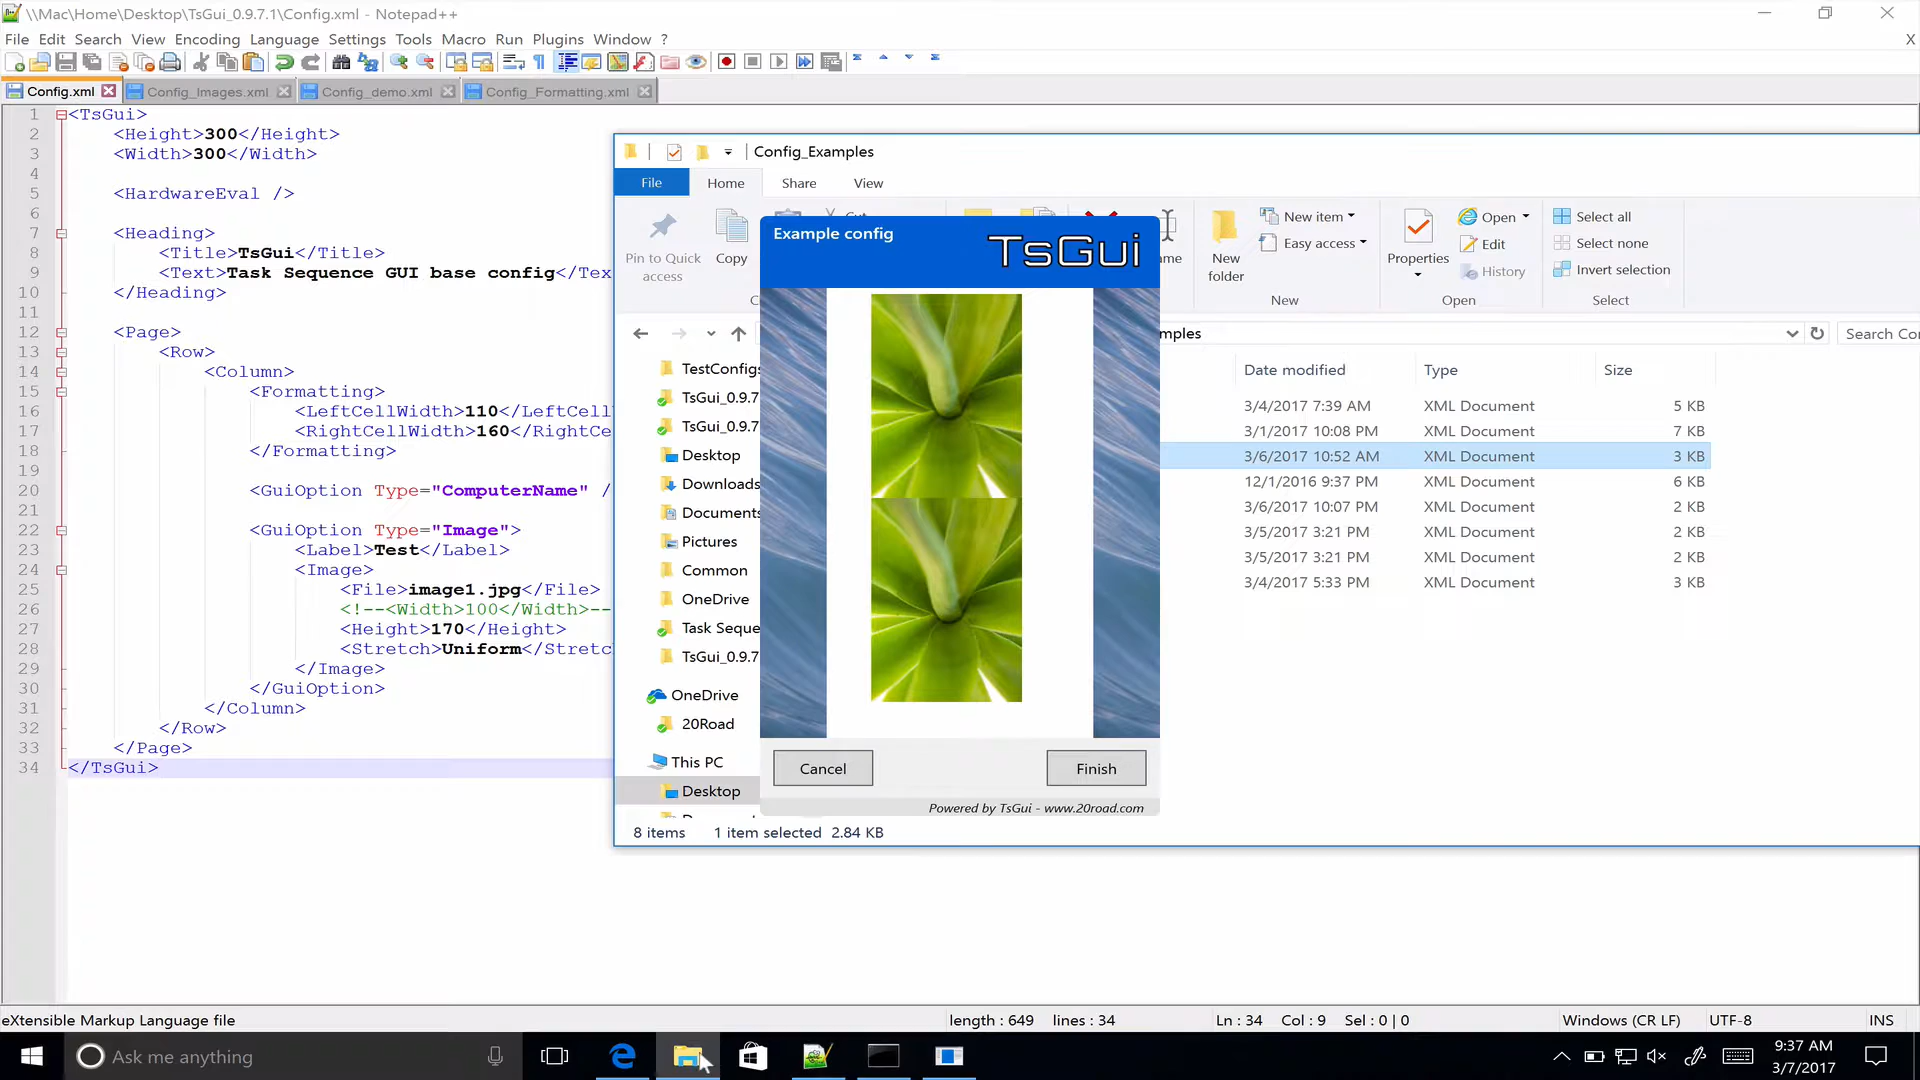 \\Mac\Home\Desktop\TsGui_0.9.7.1\Config.xml - Notepad++
File Edit Search View Encoding Language Settings Tools Macro Run Plugins Window ? X
Config.xml Config_Images.xml Config_demo.xml Config_Formatting.xml
1 <TsGui>
2 <Height>300</Height>
3 <Width>300</Width>
4
5 <HardwareEval />
6
7 <Heading>
8 <Title>TsGui</Title>
9 <Text>Task Sequence GUI base config</Tex
10 </Heading>
11
12 <Page>
13 <Row>
14 <Column>
15 <Formatting>
16 <LeftCellWidth>110</LeftCell
17 <RightCellWidth>160</RightCe
18 </Formatting>
19
20 <GuiOption Type="ComputerName" /
21
22 <GuiOption Type="Image">
23 <Label>Test</Label>
24 <Image>
25 <File>image1.jpg</File>
26 <!--<Width>100</Width>--
27 <Height>170</Height>
28 <Stretch>Uniform</Stretc
29 </Image>
30 </GuiOption>
31 </Column>
32 </Row>
33 </Page>
34 </TsGui>
Config_Examples
File Home Share View
Pin to Quick access
Copy
Cut
New folder
New item
Easy access
New
Properties
Open
Edit
History
Open
Select all
Select none
Invert selection
Select
mples
Search Co
TestConfigs
TsGui_0.9.7
TsGui_0.9.7
Desktop
Downloads
Documents
Pictures
Common
OneDrive
Task Seque
TsGui_0.9.7
OneDrive
20Road
This PC
Desktop
Date modified Type Size
3/4/2017 7:39 AM XML Document 5 KB
3/1/2017 10:08 PM XML Document 7 KB
3/6/2017 10:52 AM XML Document 3 KB
12/1/2016 9:37 PM XML Document 6 KB
3/6/2017 10:07 PM XML Document 2 KB
3/5/2017 3:21 PM XML Document 2 KB
3/5/2017 3:21 PM XML Document 2 KB
3/4/2017 5:33 PM XML Document 3 KB
8 items 1 item selected 2.84 KB
Example config
TsGui
Cancel Finish
Powered by TsGui - www.20road.com
eXtensible Markup Language file length : 649 lines : 34 Ln : 34 Col : 9 Sel : 0 | 0 Windows (CR LF) UTF-8 INS
Ask me anything
9:37 AM
3/7/2017